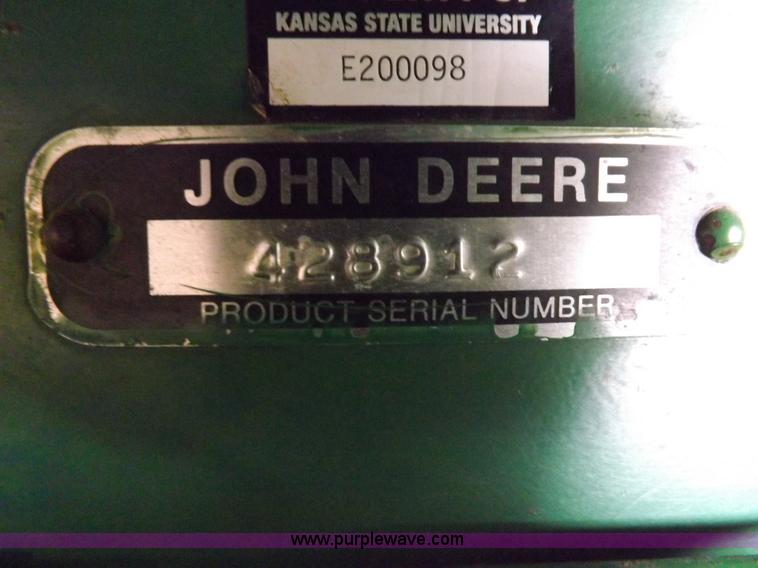 KANSAS STATE UNIVERSITY
E200098
JOHN DEERE
428912
PRODUCT SERIAL NUMBER
www.purplewave.com